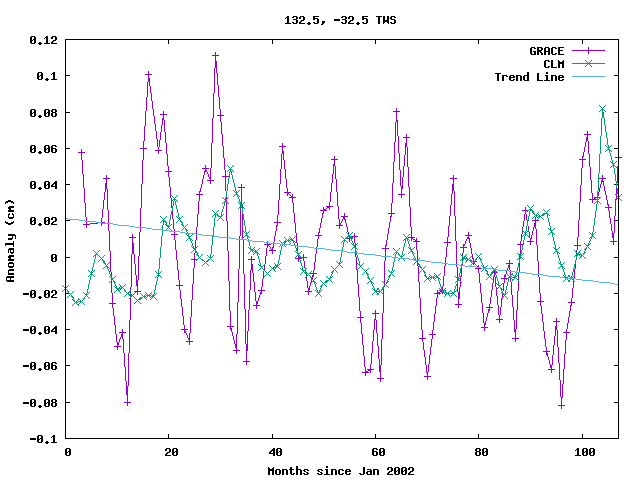 132.5, -32.5 TWS
GRACE
CLM
Trend Line
0.12
0.1
0.08
0.06
0.04
0.02
0
-0.02
-0.04
-0.06
-0.08
-0.1
Anomaly (cm)
0 20 40 60 80 100
Months since Jan 2002